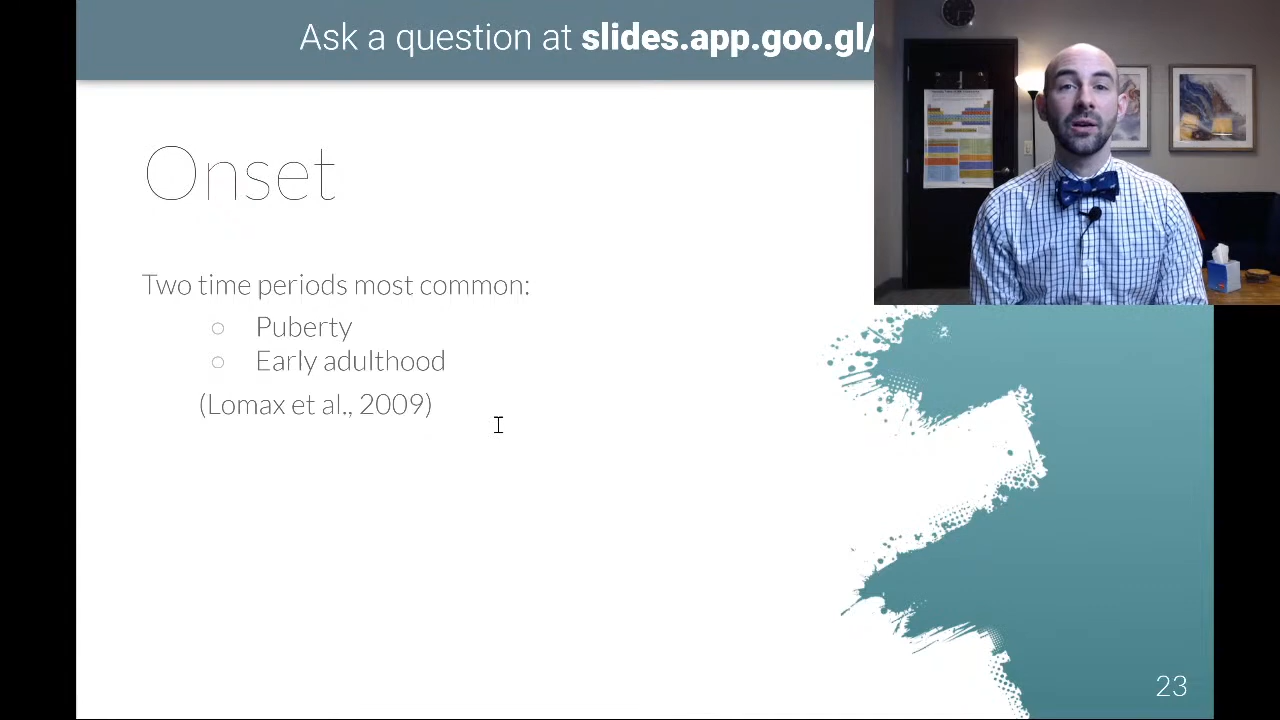 Ask a question at slides.app.goo.gl/
Onset
Two time periods most common:
○ Puberty
○ Early adulthood
(Lomax et al., 2009)
23